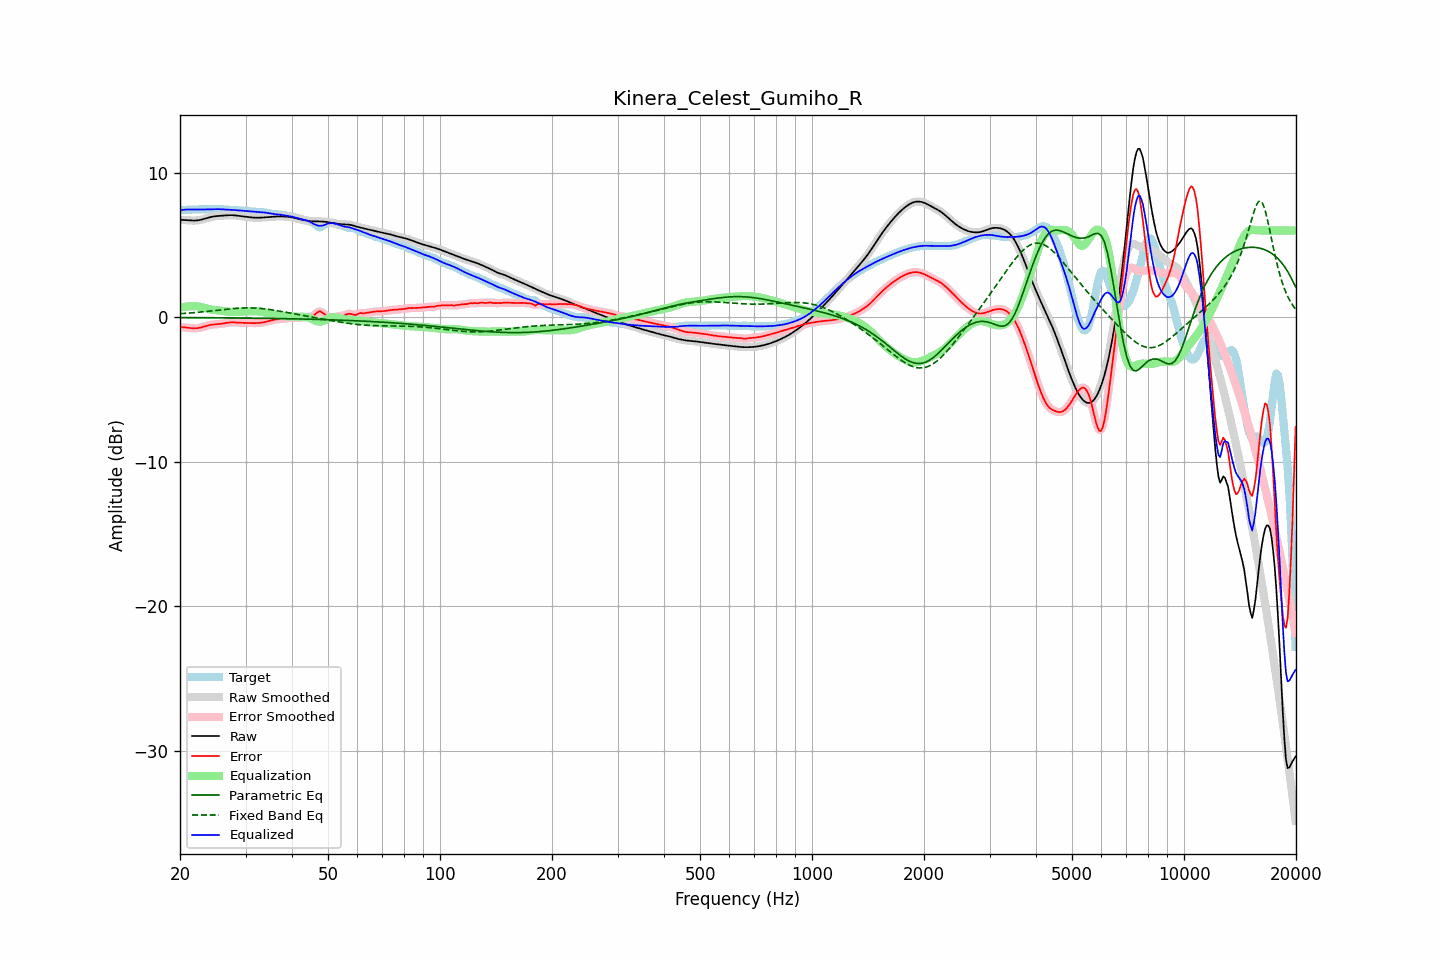 Kinera_Celest_Gumiho_R
Amplitude (dBr)
10
0
−10
−20
−30
Target
Raw Smoothed
Error Smoothed
Raw
Error
Equalization
Parametric Eq
Fixed Band Eq
Equalized
20 50 100 200 500 1000 2000 5000 10000 20000
Frequency (Hz)